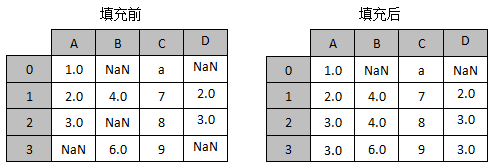 填充前 填充后
A B C D A B C D
0 1.0 NaN a NaN 0 1.0 NaN a NaN
1 2.0 4.0 7 2.0 1 2.0 4.0 7 2.0
2 3.0 NaN 8 3.0 2 3.0 4.0 8 3.0
3 NaN 6.0 9 NaN 3 3.0 6.0 9 3.0